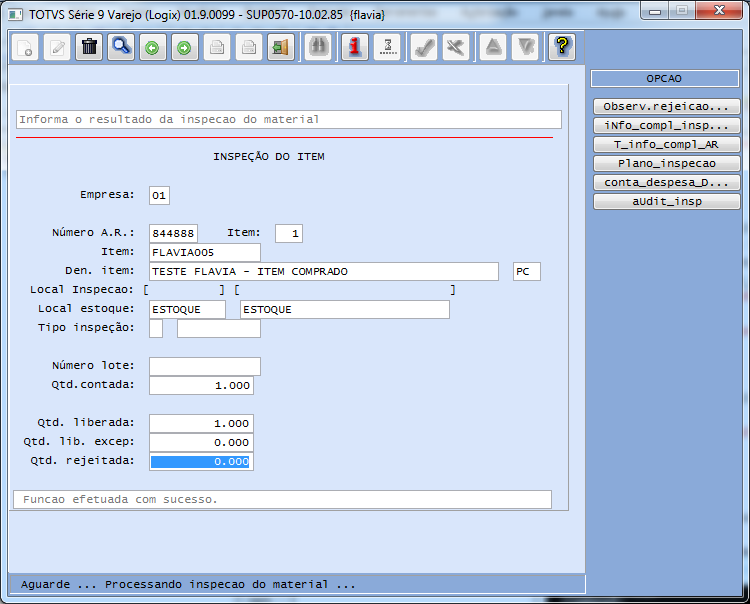 TOTVS Série 9 Varejo (Logix) 01.9.0099 - SUP0570-10.02.85 {flavia}
OPCAO
Observ.rejeicao...
iNfo_compl_insp...
T_info_compl_AR
Plano_inspecao
conta_despesa_D...
aUdit_insp
Informa o resultado da inspecao do material
INSPEÇÃO DO ITEM
Empresa: 01
Número A.R.: 844888 Item: 1
Item: FLAVIA005
Den. item: TESTE FLAVIA - ITEM COMPRADO PC
Local Inspecao: [ ] [ ]
Local estoque: ESTOQUE ESTOQUE
Tipo inspeção:
Número lote:
Qtd.contada: 1.000
Qtd. liberada: 1.000
Qtd. lib. excep: 0.000
Qtd. rejeitada: 0.000
Funcao efetuada com sucesso.
Aguarde ... Processando inspecao do material ...